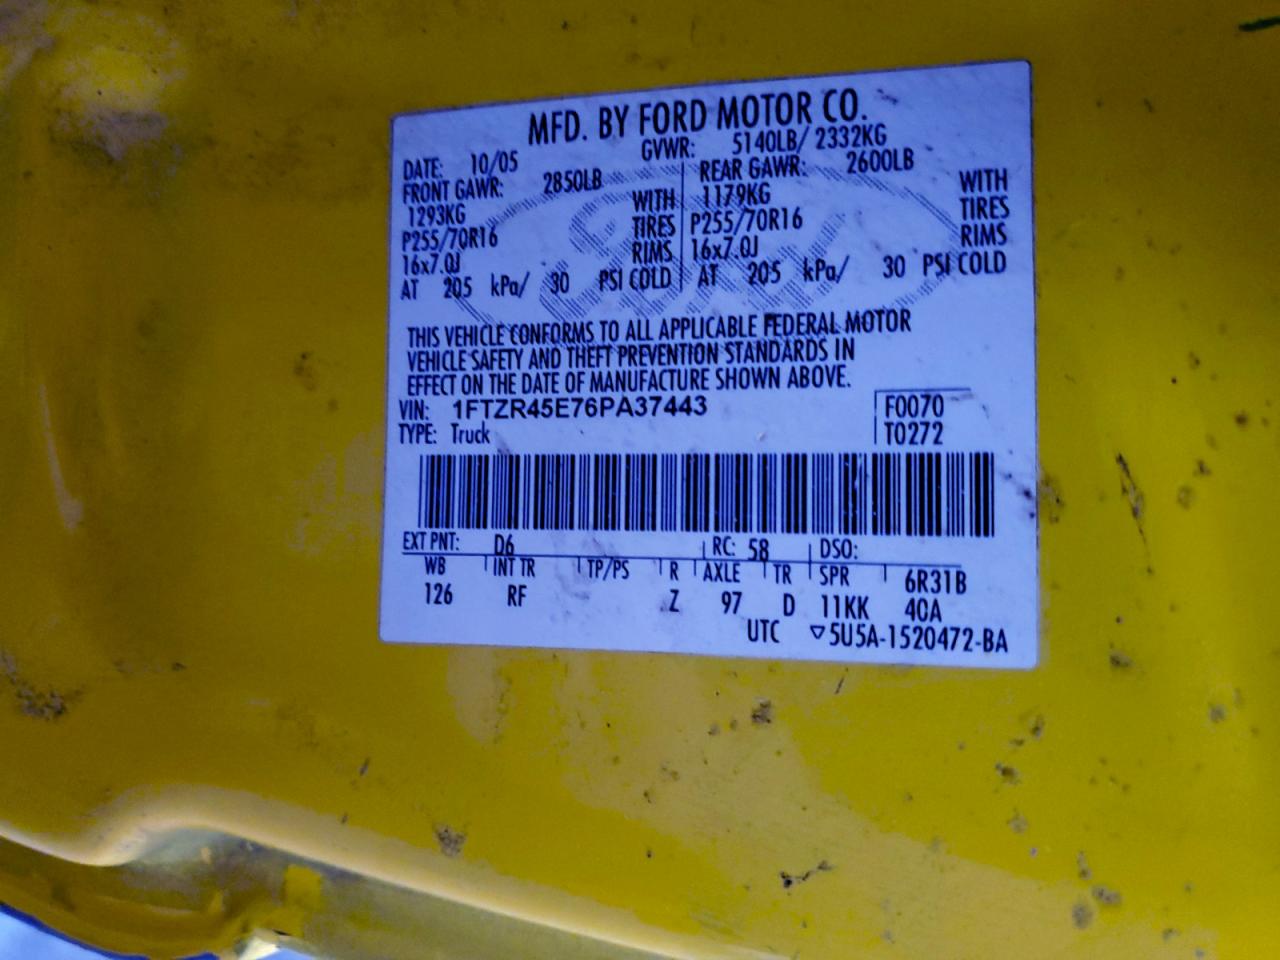 MFD. BY FORD MOTOR CO.
DATE: 10/05 GVWR: 5140LB/ 2332KG
FRONT GAWR: 2850LB REAR GAWR: 2600LB
1293KG WITH 1179KG WITH
P255/70R16 TIRES P255/70R16 TIRES
16x7.0J RIMS 16x7.0J RIMS
AT 205 kPa/ 30 PSI COLD AT 205 kPa/ 30 PSI COLD
Ford
THIS VEHICLE CONFORMS TO ALL APPLICABLE FEDERAL MOTOR
VEHICLE SAFETY AND THEFT PREVENTION STANDARDS IN
EFFECT ON THE DATE OF MANUFACTURE SHOWN ABOVE.
VIN: 1FTZR45E76PA37443 F0070
TYPE: Truck T0272
EXT PNT: D6 RC: 58 DSO:
WB INT TR TP/PS R AXLE TR SPR 6R31B
126 RF Z 97 D 11KK 40A
UTC ▽5U5A-1520472-BA